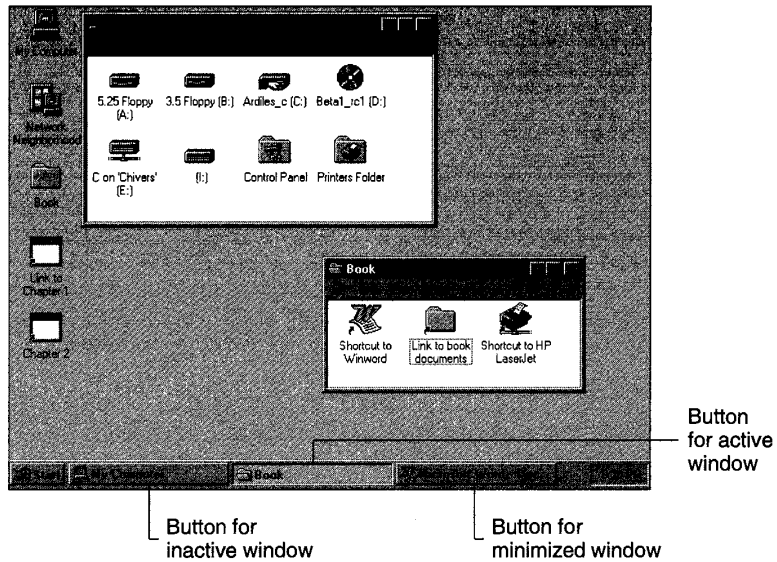 My Computer
5.25 Floppy
(A:)
3.5 Floppy (B:)
Ardiles_c (C:)
Beta1_rc1 (D:)
Network
Neighborhood
C on 'Chivers'
(E:)
(I:)
Control Panel
Printers Folder
Book
Link to
Chapter 1
Book
Shortcut to
Winword
Link to book
documents
Shortcut to HP
LaserJet
Chapter 2
Button
for active
window
Start
My Computer
Book
Button for
inactive window
Button for
minimized window